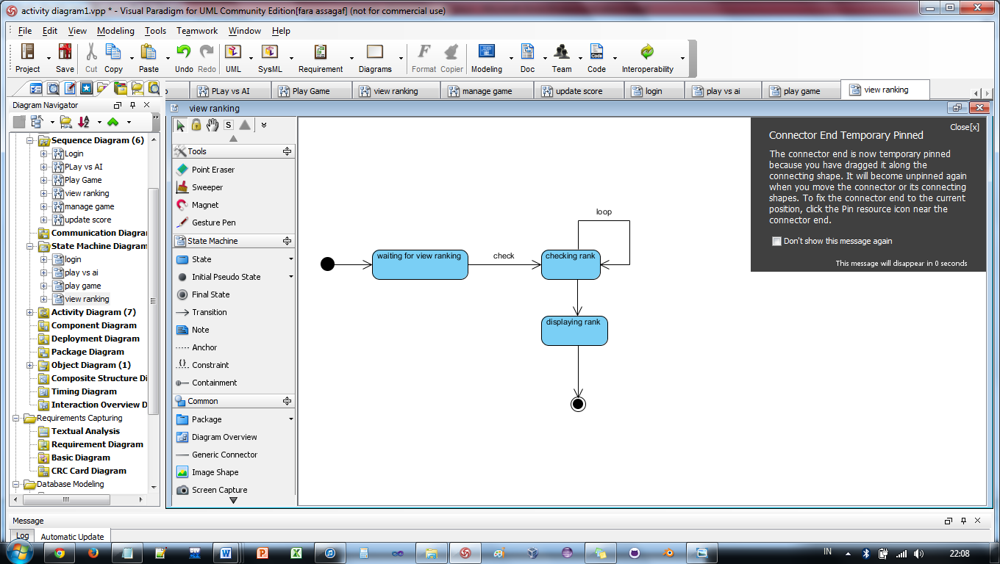 activity diagram1.vpp * - Visual Paradigm for UML Community Edition[fara assagaf] (not for commercial use)
File Edit View Modeling Tools Teamwork Window Help
Project Save Cut Copy Paste Undo Redo UML SysML Requirement Diagrams Format Copier Modeling Doc Team Code Interoperability
PLay vs AI Play Game view ranking manage game update score login play vs ai play game view ranking
Diagram Navigator
Sequence Diagram (6)
Login
PLay vs AI
Play Game
view ranking
manage game
update score
Communication Diagra
State Machine Diagram
login
play vs ai
play game
view ranking
Activity Diagram (7)
Component Diagram
Deployment Diagram
Package Diagram
Object Diagram (1)
Composite Structure Di
Timing Diagram
Interaction Overview D
Requirements Capturing
Textual Analysis
Requirement Diagram
Basic Diagram
CRC Card Diagram
Database Modeling
view ranking
S
Tools
Point Eraser
Sweeper
Magnet
Gesture Pen
State Machine
State
Initial Pseudo State
Final State
Transition
Note
Anchor
Constraint
Containment
Common
Package
Diagram Overview
Generic Connector
Image Shape
Screen Capture
loop
waiting for view ranking
check
checking rank
displaying rank
Close[x]
Connector End Temporary Pinned
The connector end is now temporary pinned
because you have dragged it along the
connecting shape. It will become unpinned again
when you move the connector or its connecting
shapes. To fix the connector end to the current
position, click the Pin resource icon near the
connector end.
Don't show this message again
This message will disappear in 0 seconds
Message
Log Automatic Update
IN 22:08